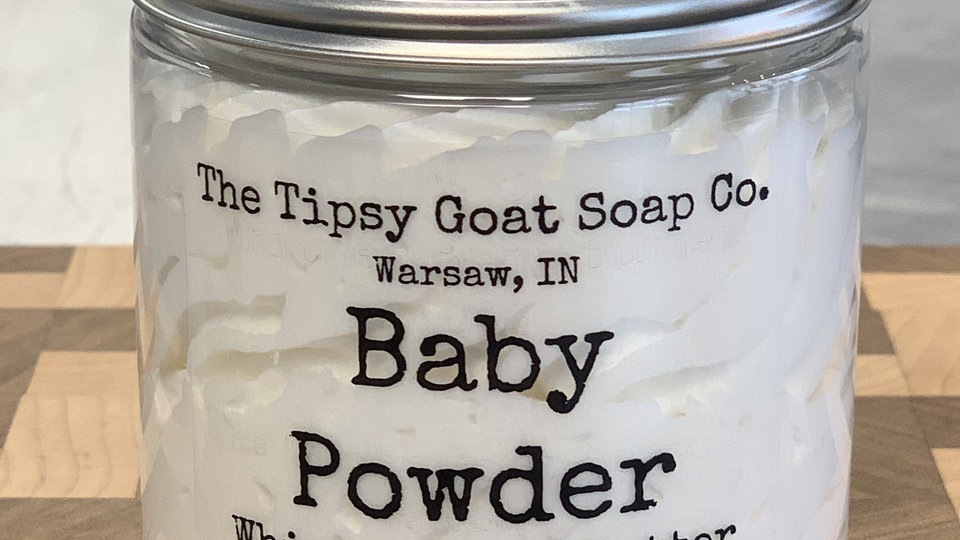 The Tipsy Goat Soap Co.
Warsaw, IN
Baby
Powder